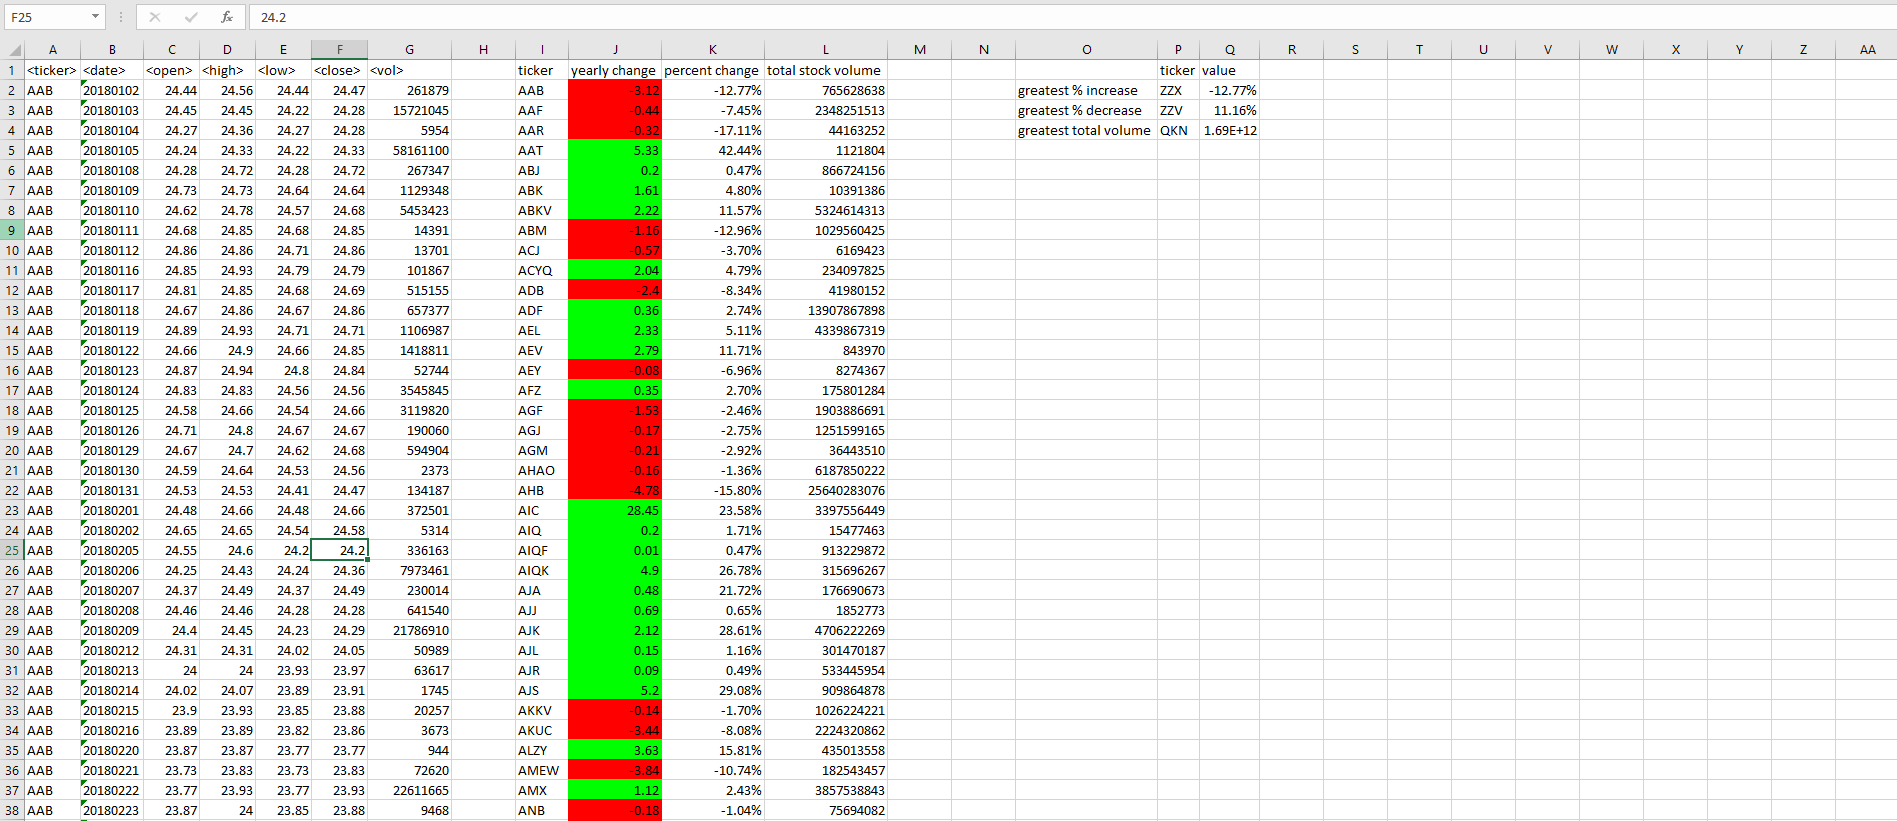 F25 fx 24.2
A B C D E F G H I J K L M N O P Q R S T U V W X Y Z AA
1 <ticker> <date> <open> <high> <low> <close> <vol> ticker yearly change percent change total stock volume ticker value
2 AAB 20180102 24.44 24.56 24.44 24.47 261879 AAB -3.12 -12.77% 765628638 greatest % increase ZZX -12.77%
3 AAB 20180103 24.45 24.45 24.22 24.28 15721045 AAF -0.44 -7.45% 2348251513 greatest % decrease ZZV 11.16%
4 AAB 20180104 24.27 24.36 24.27 24.28 5954 AAR -0.32 -17.11% 44163252 greatest total volume QKN 1.69E+12
5 AAB 20180105 24.24 24.33 24.22 24.33 58161100 AAT 5.33 42.44% 1121804
6 AAB 20180108 24.28 24.72 24.28 24.72 267347 ABJ 0.2 0.47% 866724156
7 AAB 20180109 24.73 24.73 24.64 24.64 1129348 ABK 1.61 4.80% 10391386
8 AAB 20180110 24.62 24.78 24.57 24.68 5453423 ABKV 2.22 11.57% 5324614313
9 AAB 20180111 24.68 24.85 24.68 24.85 14391 ABM -1.16 -12.96% 1029560425
10 AAB 20180112 24.86 24.86 24.71 24.86 13701 ACJ -0.57 -3.70% 6169423
11 AAB 20180116 24.85 24.93 24.79 24.79 101867 ACYQ 2.04 4.79% 234097825
12 AAB 20180117 24.81 24.85 24.68 24.69 515155 ADB -2.4 -8.34% 41980152
13 AAB 20180118 24.67 24.86 24.67 24.86 657377 ADF 0.36 2.74% 13907867898
14 AAB 20180119 24.89 24.93 24.71 24.71 1106987 AEL 2.33 5.11% 4339867319
15 AAB 20180122 24.66 24.9 24.66 24.85 1418811 AEV 2.79 11.71% 843970
16 AAB 20180123 24.87 24.94 24.8 24.84 52744 AEY -0.08 -6.96% 8274367
17 AAB 20180124 24.83 24.83 24.56 24.56 3545845 AFZ 0.35 2.70% 175801284
18 AAB 20180125 24.58 24.66 24.54 24.66 3119820 AGF -1.53 -2.46% 1903886691
19 AAB 20180126 24.71 24.8 24.67 24.67 190060 AGJ -0.17 -2.75% 1251599165
20 AAB 20180129 24.67 24.7 24.62 24.68 594904 AGM -0.21 -2.92% 36443510
21 AAB 20180130 24.59 24.64 24.53 24.56 2373 AHAO -0.16 -1.36% 6187850222
22 AAB 20180131 24.53 24.53 24.41 24.47 134187 AHB -4.78 -15.80% 25640283076
23 AAB 20180201 24.48 24.66 24.48 24.66 372501 AIC 28.45 23.58% 3397556449
24 AAB 20180202 24.65 24.65 24.54 24.58 5314 AIQ 0.2 1.71% 15477463
25 AAB 20180205 24.55 24.6 24.2 24.2 336163 AIQF 0.01 0.47% 913229872
26 AAB 20180206 24.25 24.43 24.24 24.36 7973461 AIQK 4.9 26.78% 315696267
27 AAB 20180207 24.37 24.49 24.37 24.49 230014 AJA 0.48 21.72% 176690673
28 AAB 20180208 24.46 24.46 24.28 24.28 641540 AJJ 0.69 0.65% 1852773
29 AAB 20180209 24.4 24.45 24.23 24.29 21786910 AJK 2.12 28.61% 4706222269
30 AAB 20180212 24.31 24.31 24.02 24.05 50989 AJL 0.15 1.16% 301470187
31 AAB 20180213 24 24 23.93 23.97 63617 AJR 0.09 0.49% 533445954
32 AAB 20180214 24.02 24.07 23.89 23.91 1745 AJS 5.2 29.08% 909864878
33 AAB 20180215 23.9 23.93 23.85 23.88 20257 AKKV -0.14 -1.70% 1026224221
34 AAB 20180216 23.89 23.89 23.82 23.86 3673 AKUC -3.44 -8.08% 2224320862
35 AAB 20180220 23.87 23.87 23.77 23.77 944 ALZY 3.63 15.81% 435013558
36 AAB 20180221 23.73 23.83 23.73 23.83 72620 AMEW -3.84 -10.74% 182543457
37 AAB 20180222 23.77 23.93 23.77 23.93 22611665 AMX 1.12 2.43% 3857538843
38 AAB 20180223 23.87 24 23.85 23.88 9468 ANB -0.18 -1.04% 75694082